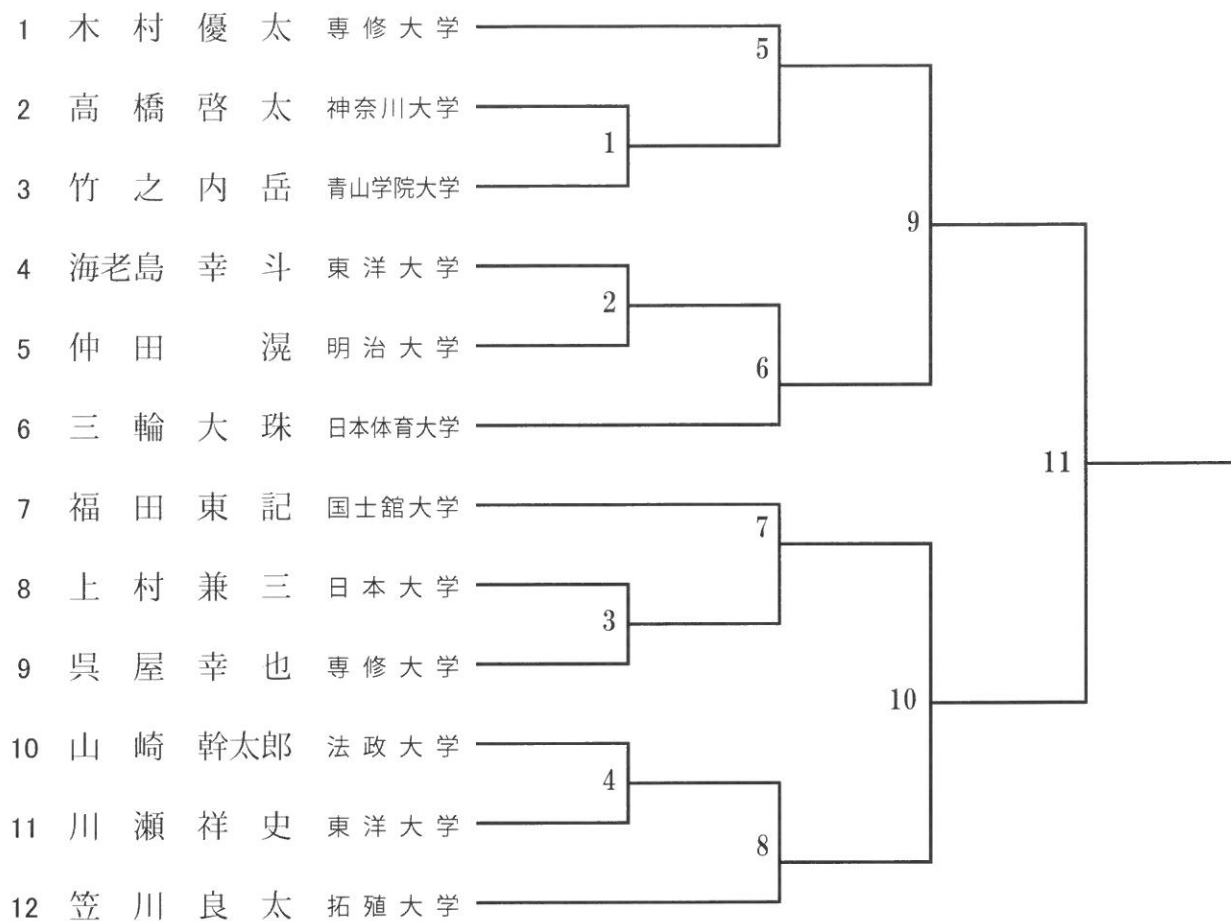 1 木村優太 専修大学
5
2 高橋啓太 神奈川大学
1
3 竹之内岳 青山学院大学
9
4 海老島幸斗 東洋大学
2
5 仲田 滉 明治大学
6
6 三輪大珠 日本体育大学
11
7 福田東記 国士舘大学
7
8 上村兼三 日本大学
3
9 呉屋幸也 専修大学
10
10 山崎幹太郎 法政大学
4
11 川瀬祥史 東洋大学
8
12 笠川良太 拓殖大学